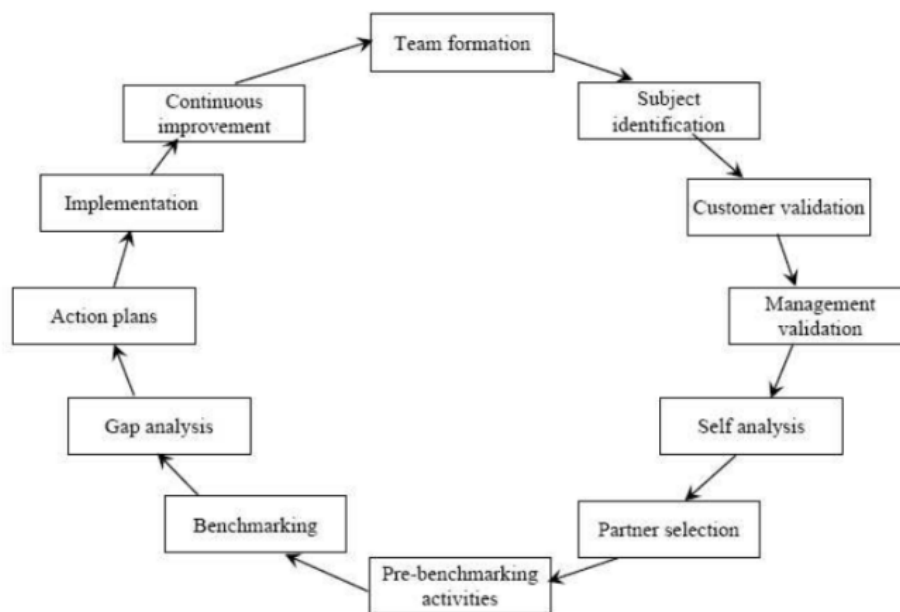 Team formation
Subject
identification
Customer validation
Management
validation
Self analysis
Partner selection
Pre-benchmarking
activities
Benchmarking
Gap analysis
Action plans
Implementation
Continuous
improvement